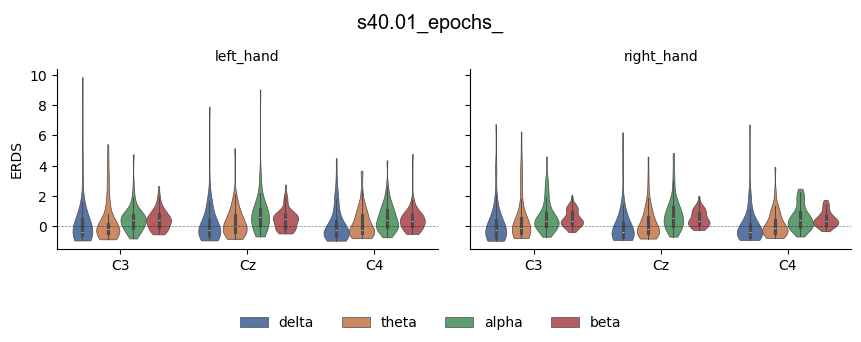 s40.01_epochs_
left_hand
right_hand
ERDS
10
8
6
4
2
0
C3 Cz C4
C3 Cz C4
delta theta alpha beta